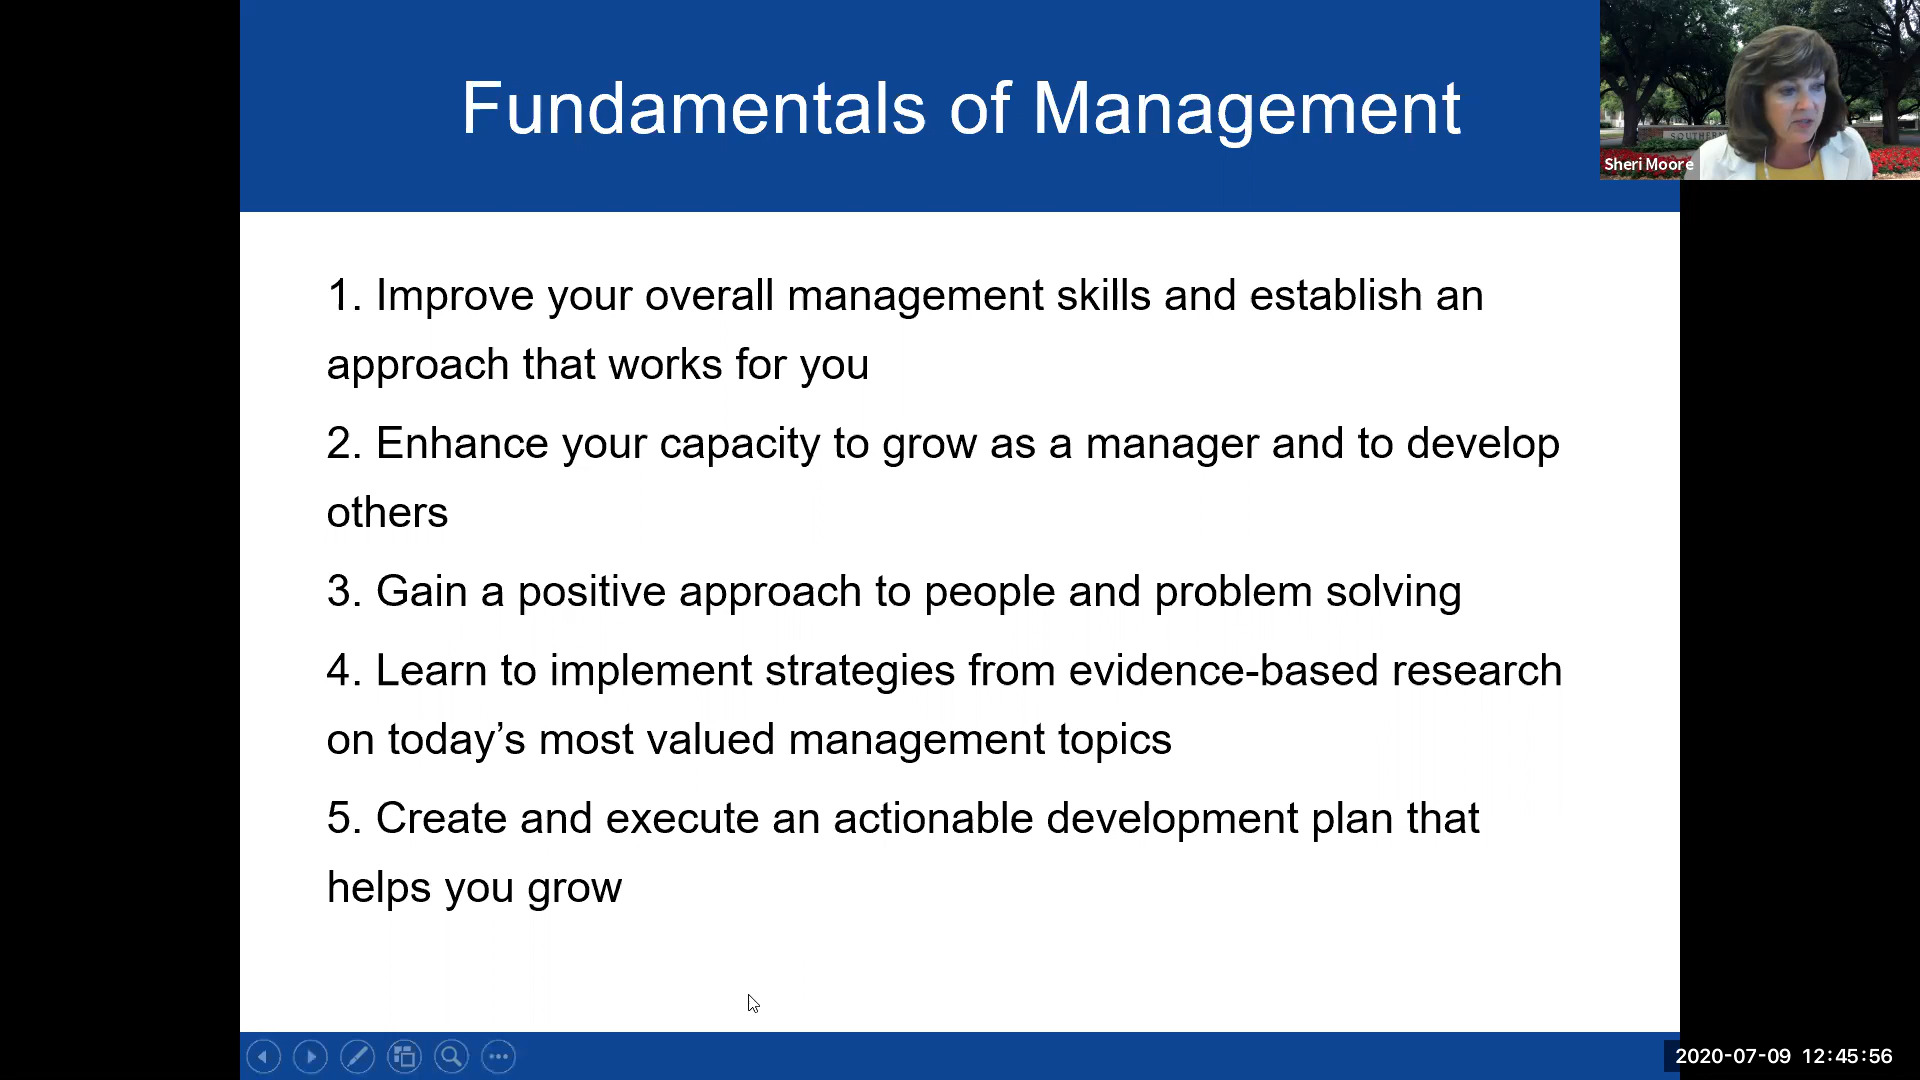 Fundamentals of Management
SOUTHERN
Sheri Moore
1. Improve your overall management skills and establish an
approach that works for you
2. Enhance your capacity to grow as a manager and to develop
others
3. Gain a positive approach to people and problem solving
4. Learn to implement strategies from evidence-based research
on today’s most valued management topics
5. Create and execute an actionable development plan that
helps you grow
2020-07-09 12:45:56